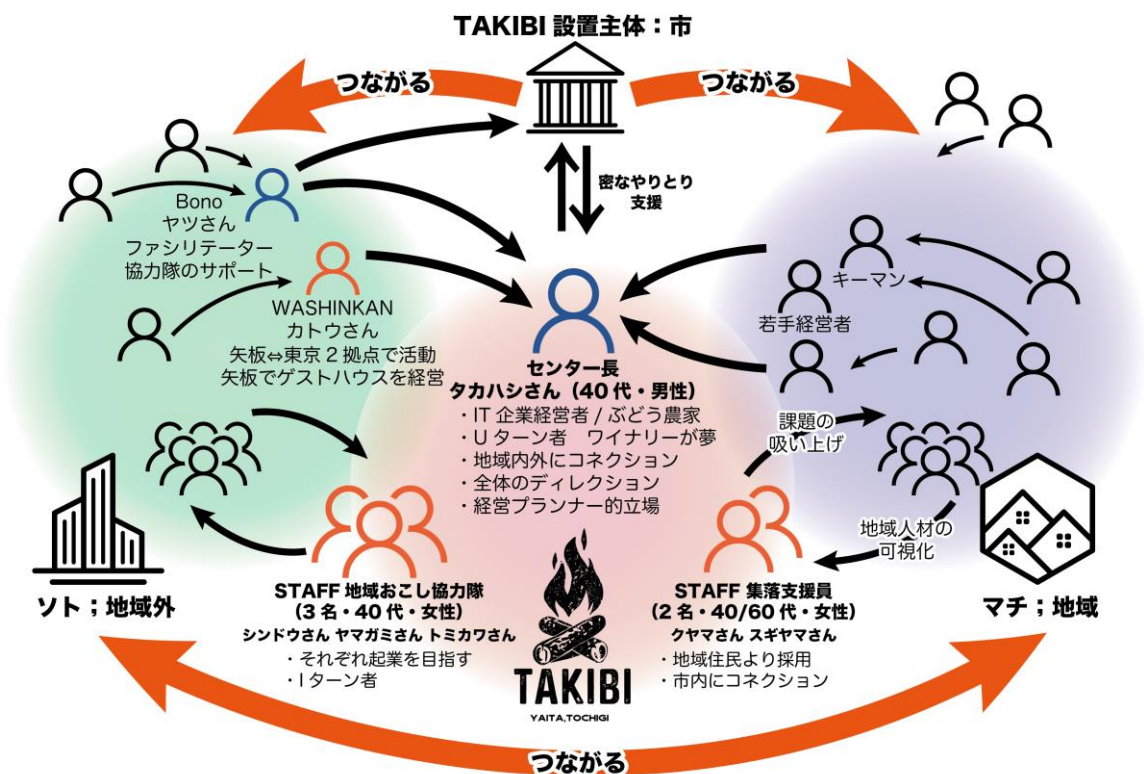 TAKIBI 設置主体：市
つながる
つながる
密なやりとり
支援
Bono
ヤツさん
ファシリテーター
協力隊のサポート
WASHINKAN
カトウさん
矢板⇔東京２拠点で活動
矢板でゲストハウスを経営
キーマン
若手経営者
センター長
タカハシさん（40代・男性）
・IT 企業経営者 / ぶどう農家
・U ターン者　ワイナリーが夢
・地域内外にコネクション
・全体のディレクション
・経営プランナー的立場
課題の
吸い上げ
地域人材の
可視化
ソト；地域外
マチ；地域
STAFF 地域おこし協力隊
（3 名・40 代・女性）
シンドウさん ヤマガミさん トミカワさん
・それぞれ起業を目指す
・I ターン者
STAFF 集落支援員
（2 名・40/60 代・女性）
クヤマさん スギヤマさん
・地域住民より採用
・市内にコネクション
TAKIBI
YAITA,TOCHIGI
つながる